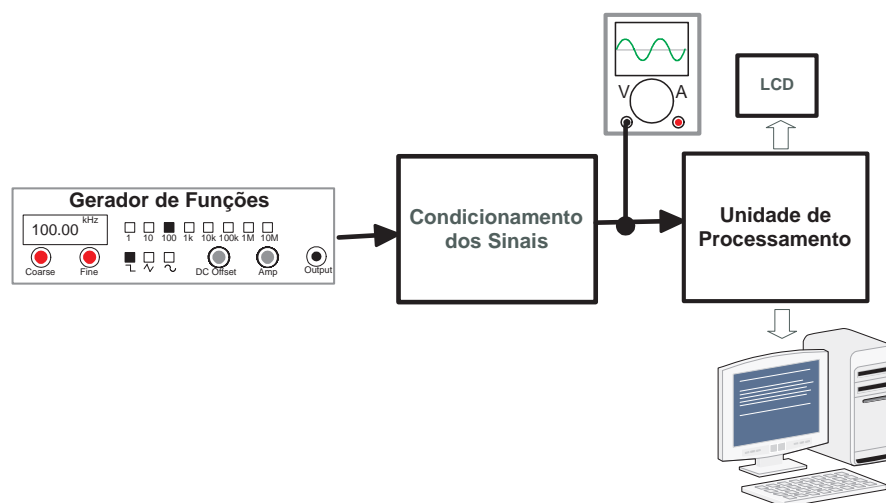 V A
LCD
Gerador de Funções
100.00 kHz
1 10 100 1k 10k 100k 1M 10M
Coarse Fine DC Offset Amp Output
Condicionamento
dos Sinais
Unidade de
Processamento